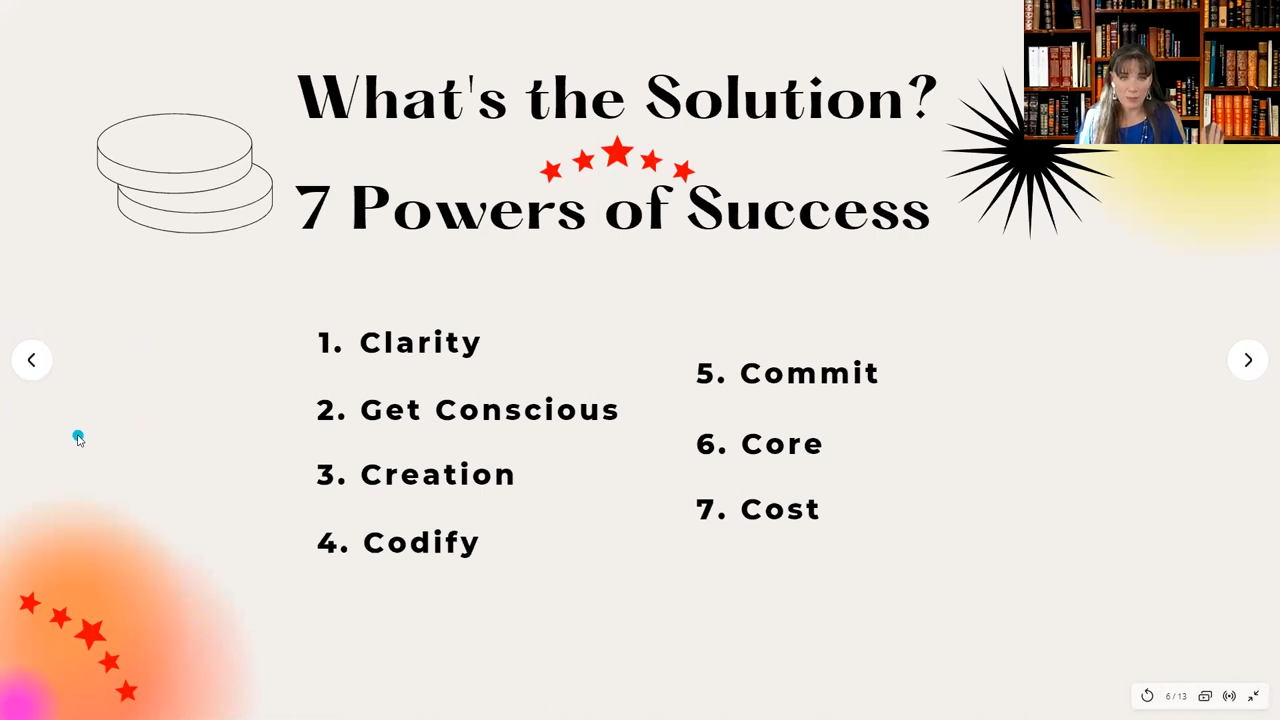 What's the Solution?
7 Powers of Success
1. Clarity
2. Get Conscious
3. Creation
4. Codify
5. Commit
6. Core
7. Cost
6 / 13